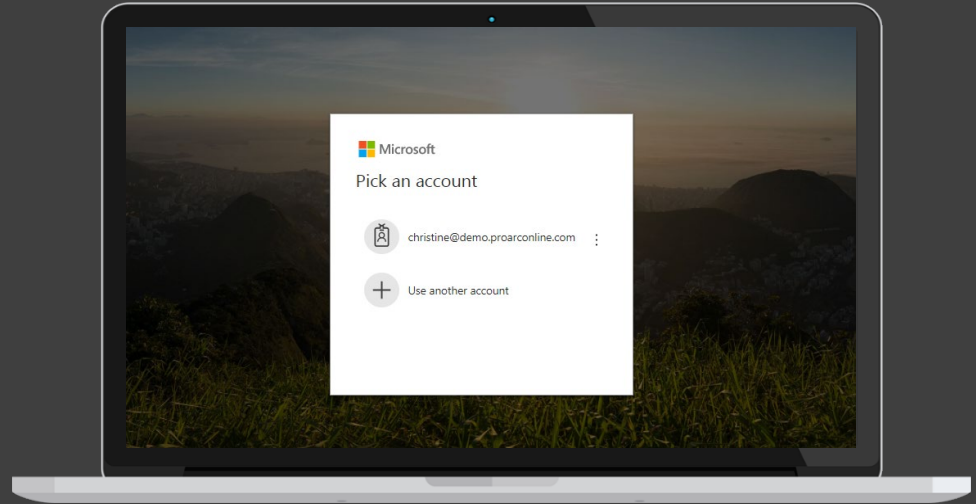 Microsoft
Pick an account
christine@demo.proarconline.com
Use another account